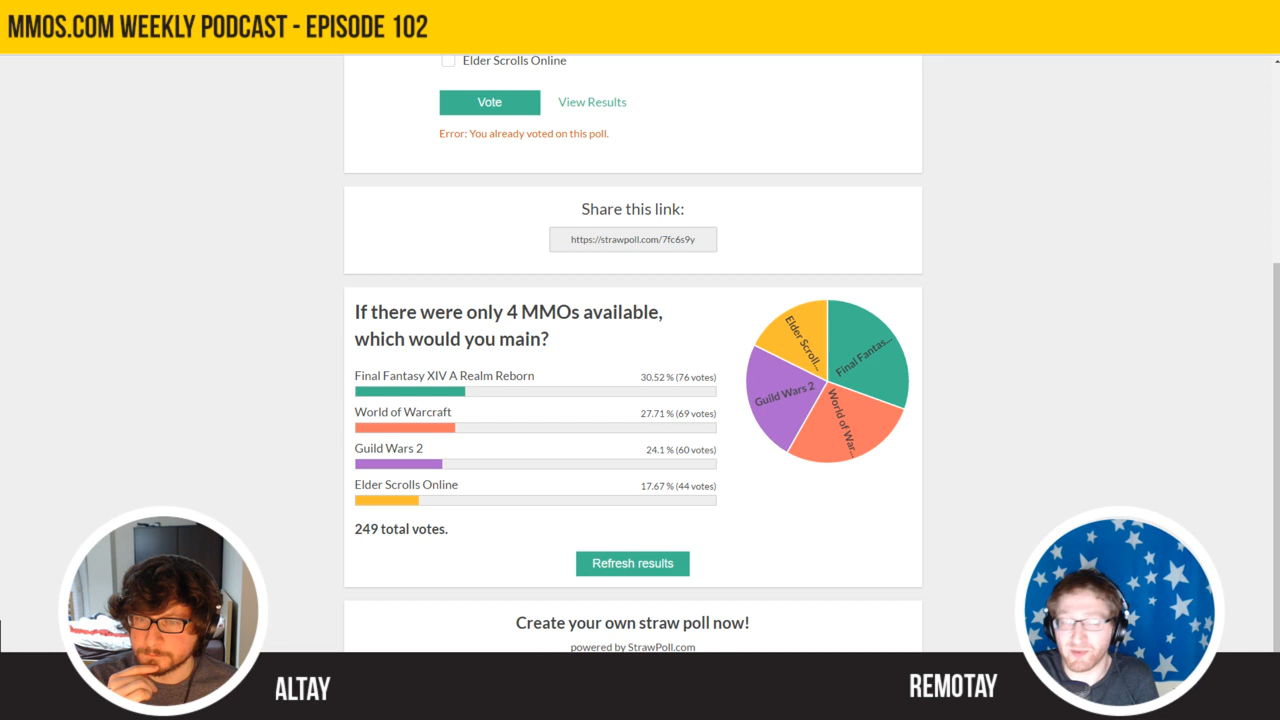 MMOS.COM WEEKLY PODCAST - EPISODE 102
Elder Scrolls Online
Vote View Results
Error: You already voted on this poll.
Share this link:
https://strawpoll.com/7fc6s9y
If there were only 4 MMOs available,
which would you main?
Final Fantasy XIV A Realm Reborn 30.52 % (76 votes)
World of Warcraft 27.71 % (69 votes)
Guild Wars 2 24.1 % (60 votes)
Elder Scrolls Online 17.67 % (44 votes)
249 total votes.
Elder Scroll...
Final Fantas...
Guild Wars 2
World of War...
Refresh results
Create your own straw poll now!
powered by StrawPoll.com
ALTAY
REMOTAY